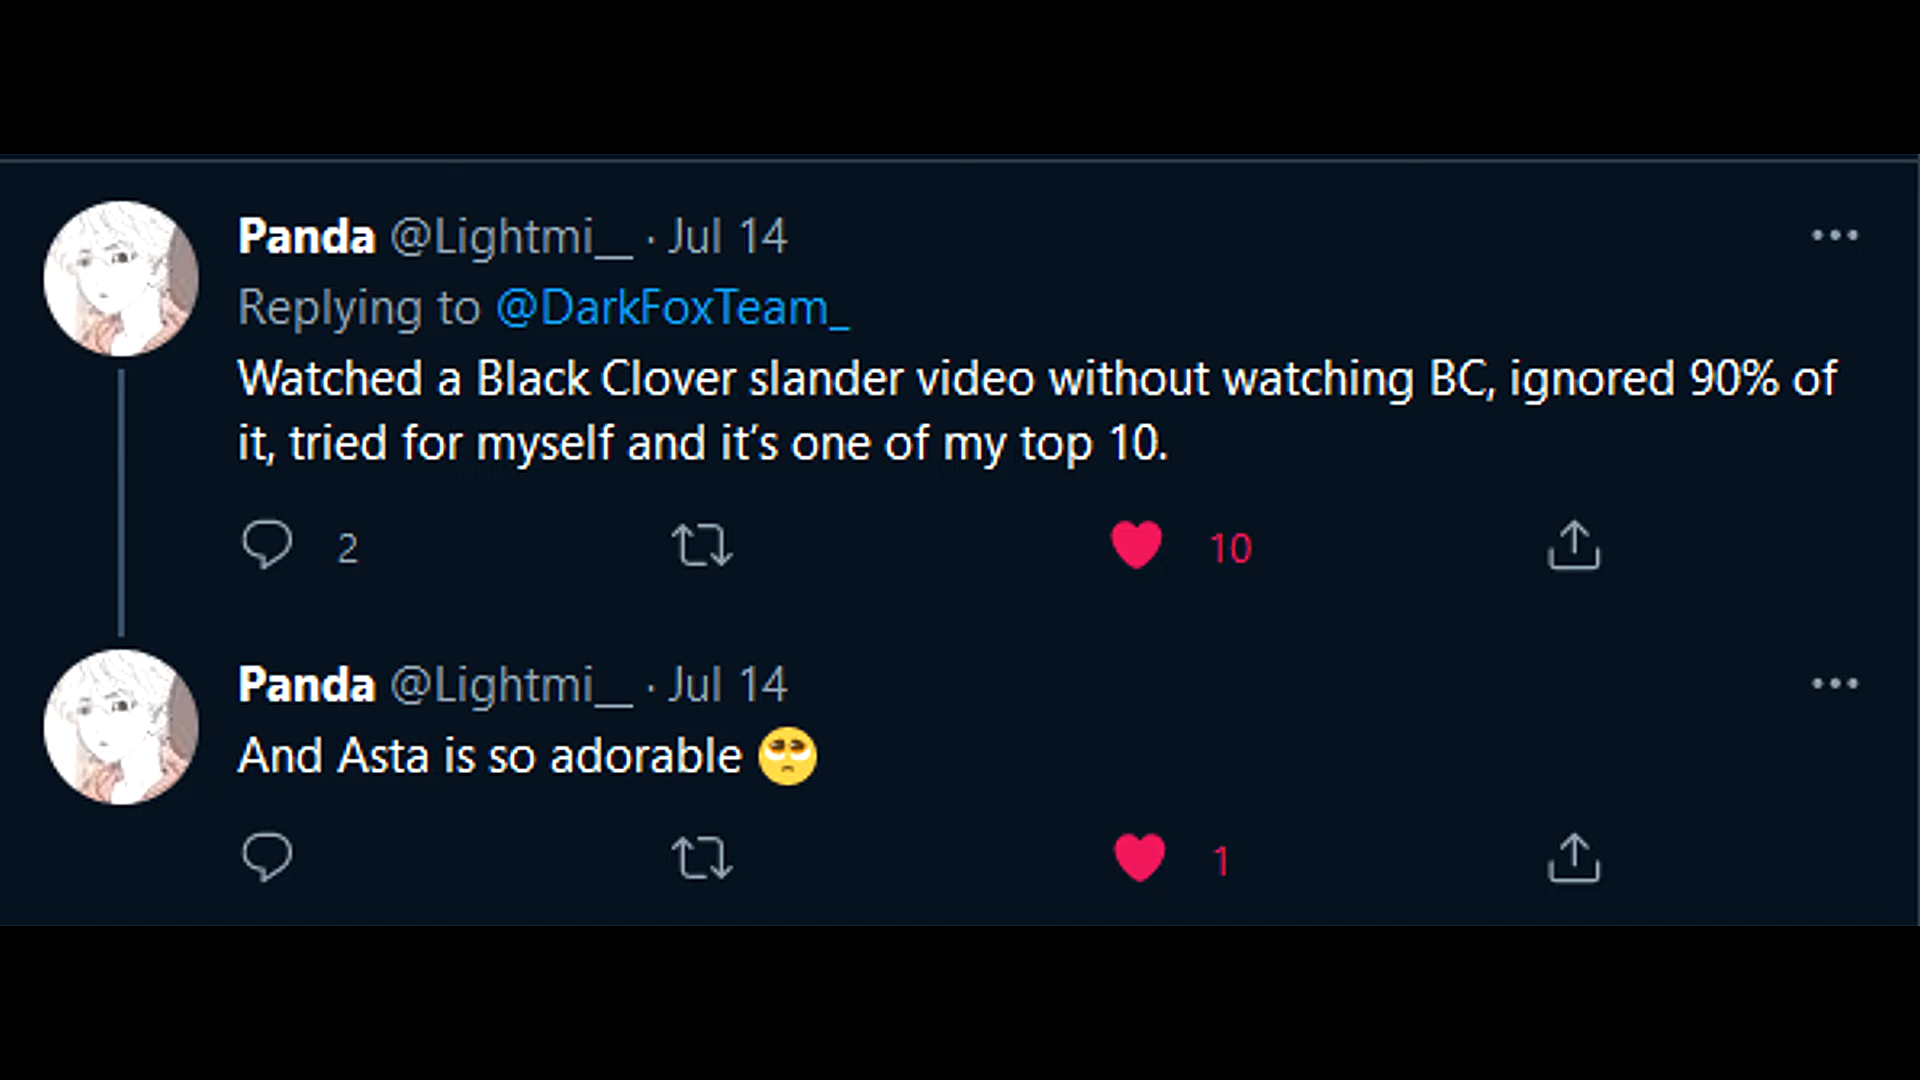 Panda @Lightmi__ · Jul 14
Replying to @DarkFoxTeam_
Watched a Black Clover slander video without watching BC, ignored 90% of
it, tried for myself and it's one of my top 10.
2 10
Panda @Lightmi__ · Jul 14
And Asta is so adorable 🥺
1